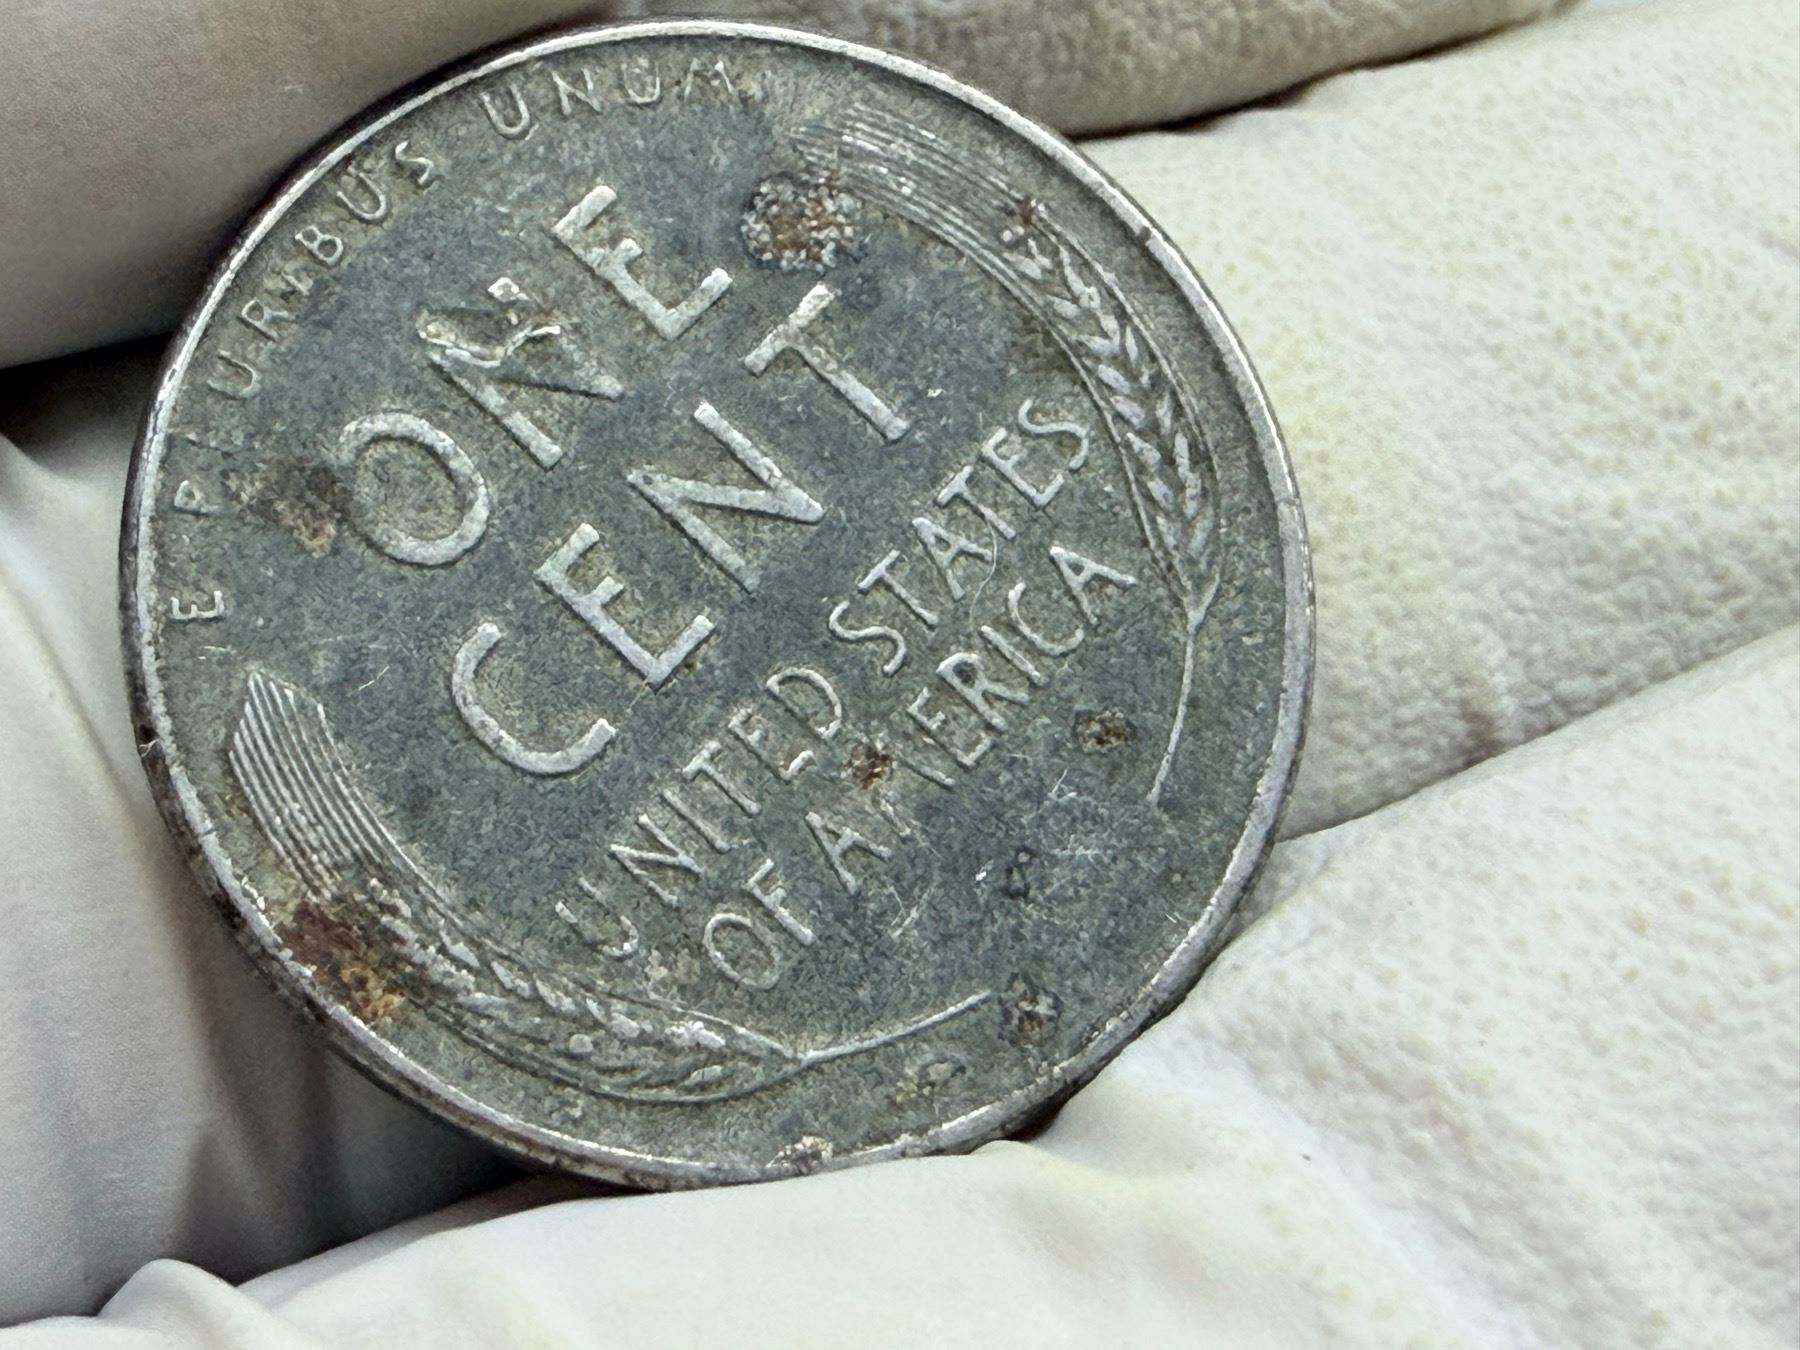 E PLURIBUS UNUM
ONE
CENT
UNITED STATES
OF AMERICA